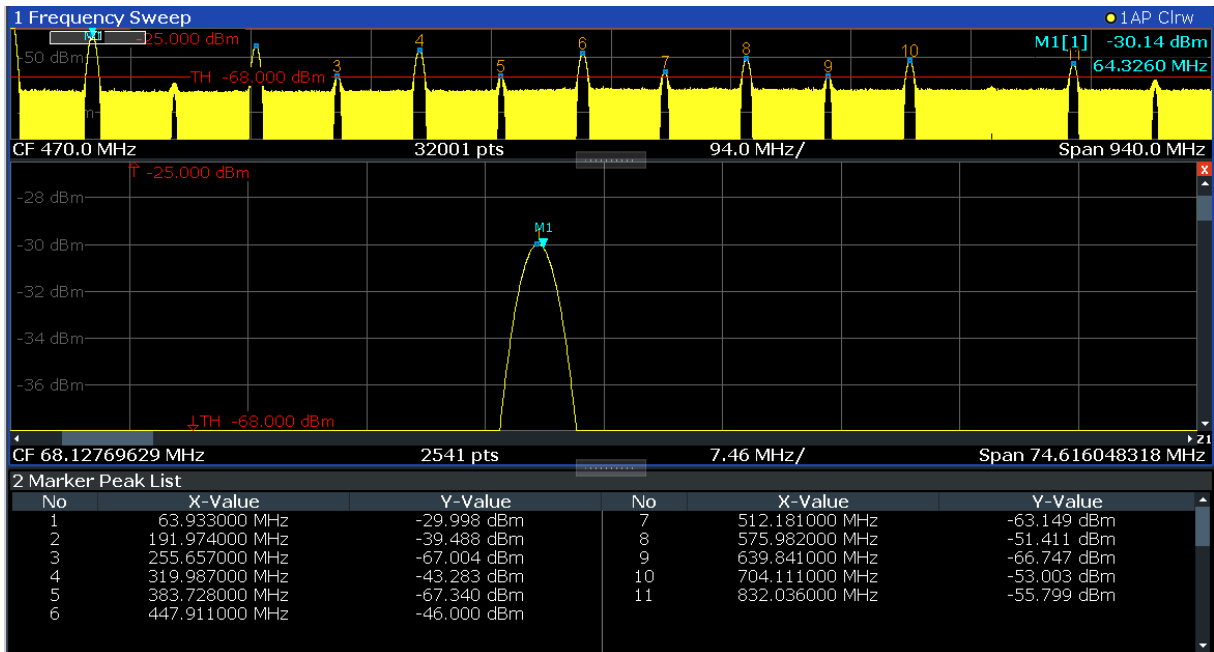 1 Frequency Sweep 1AP Clrw
M1 -25.000 dBm 4 6 8 10 M1[1] -30.14 dBm
-50 dBm 3 5 7 9 11 64.3260 MHz
TH -68.000 dBm
CF 470.0 MHz 32001 pts 94.0 MHz/ Span 940.0 MHz
-25.000 dBm
-28 dBm
M1
-30 dBm
-32 dBm
-34 dBm
-36 dBm
TH -68.000 dBm
Z1
CF 68.12769629 MHz 2541 pts 7.46 MHz/ Span 74.616048318 MHz
2 Marker Peak List
No X-Value Y-Value No X-Value Y-Value
1 63.933000 MHz -29.998 dBm 7 512.181000 MHz -63.149 dBm
2 191.974000 MHz -39.488 dBm 8 575.982000 MHz -51.411 dBm
3 255.657000 MHz -67.004 dBm 9 639.841000 MHz -66.747 dBm
4 319.987000 MHz -43.283 dBm 10 704.111000 MHz -53.003 dBm
5 383.728000 MHz -67.340 dBm 11 832.036000 MHz -55.799 dBm
6 447.911000 MHz -46.000 dBm